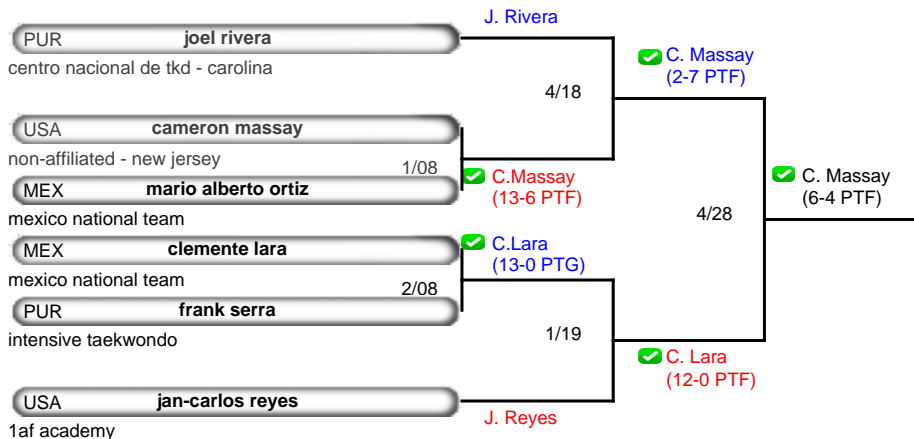 J. Rivera
PUR joel rivera
centro nacional de tkd - carolina
C. Massay
(2-7 PTF)
4/18
USA cameron massay
non-affiliated - new jersey
1/08
C.Massay
(13-6 PTF)
MEX mario alberto ortiz
mexico national team
C. Massay
(6-4 PTF)
4/28
MEX clemente lara
mexico national team
C.Lara
(13-0 PTG)
2/08
PUR frank serra
intensive taekwondo
1/19
C. Lara
(12-0 PTF)
USA jan-carlos reyes
1af academy
J. Reyes